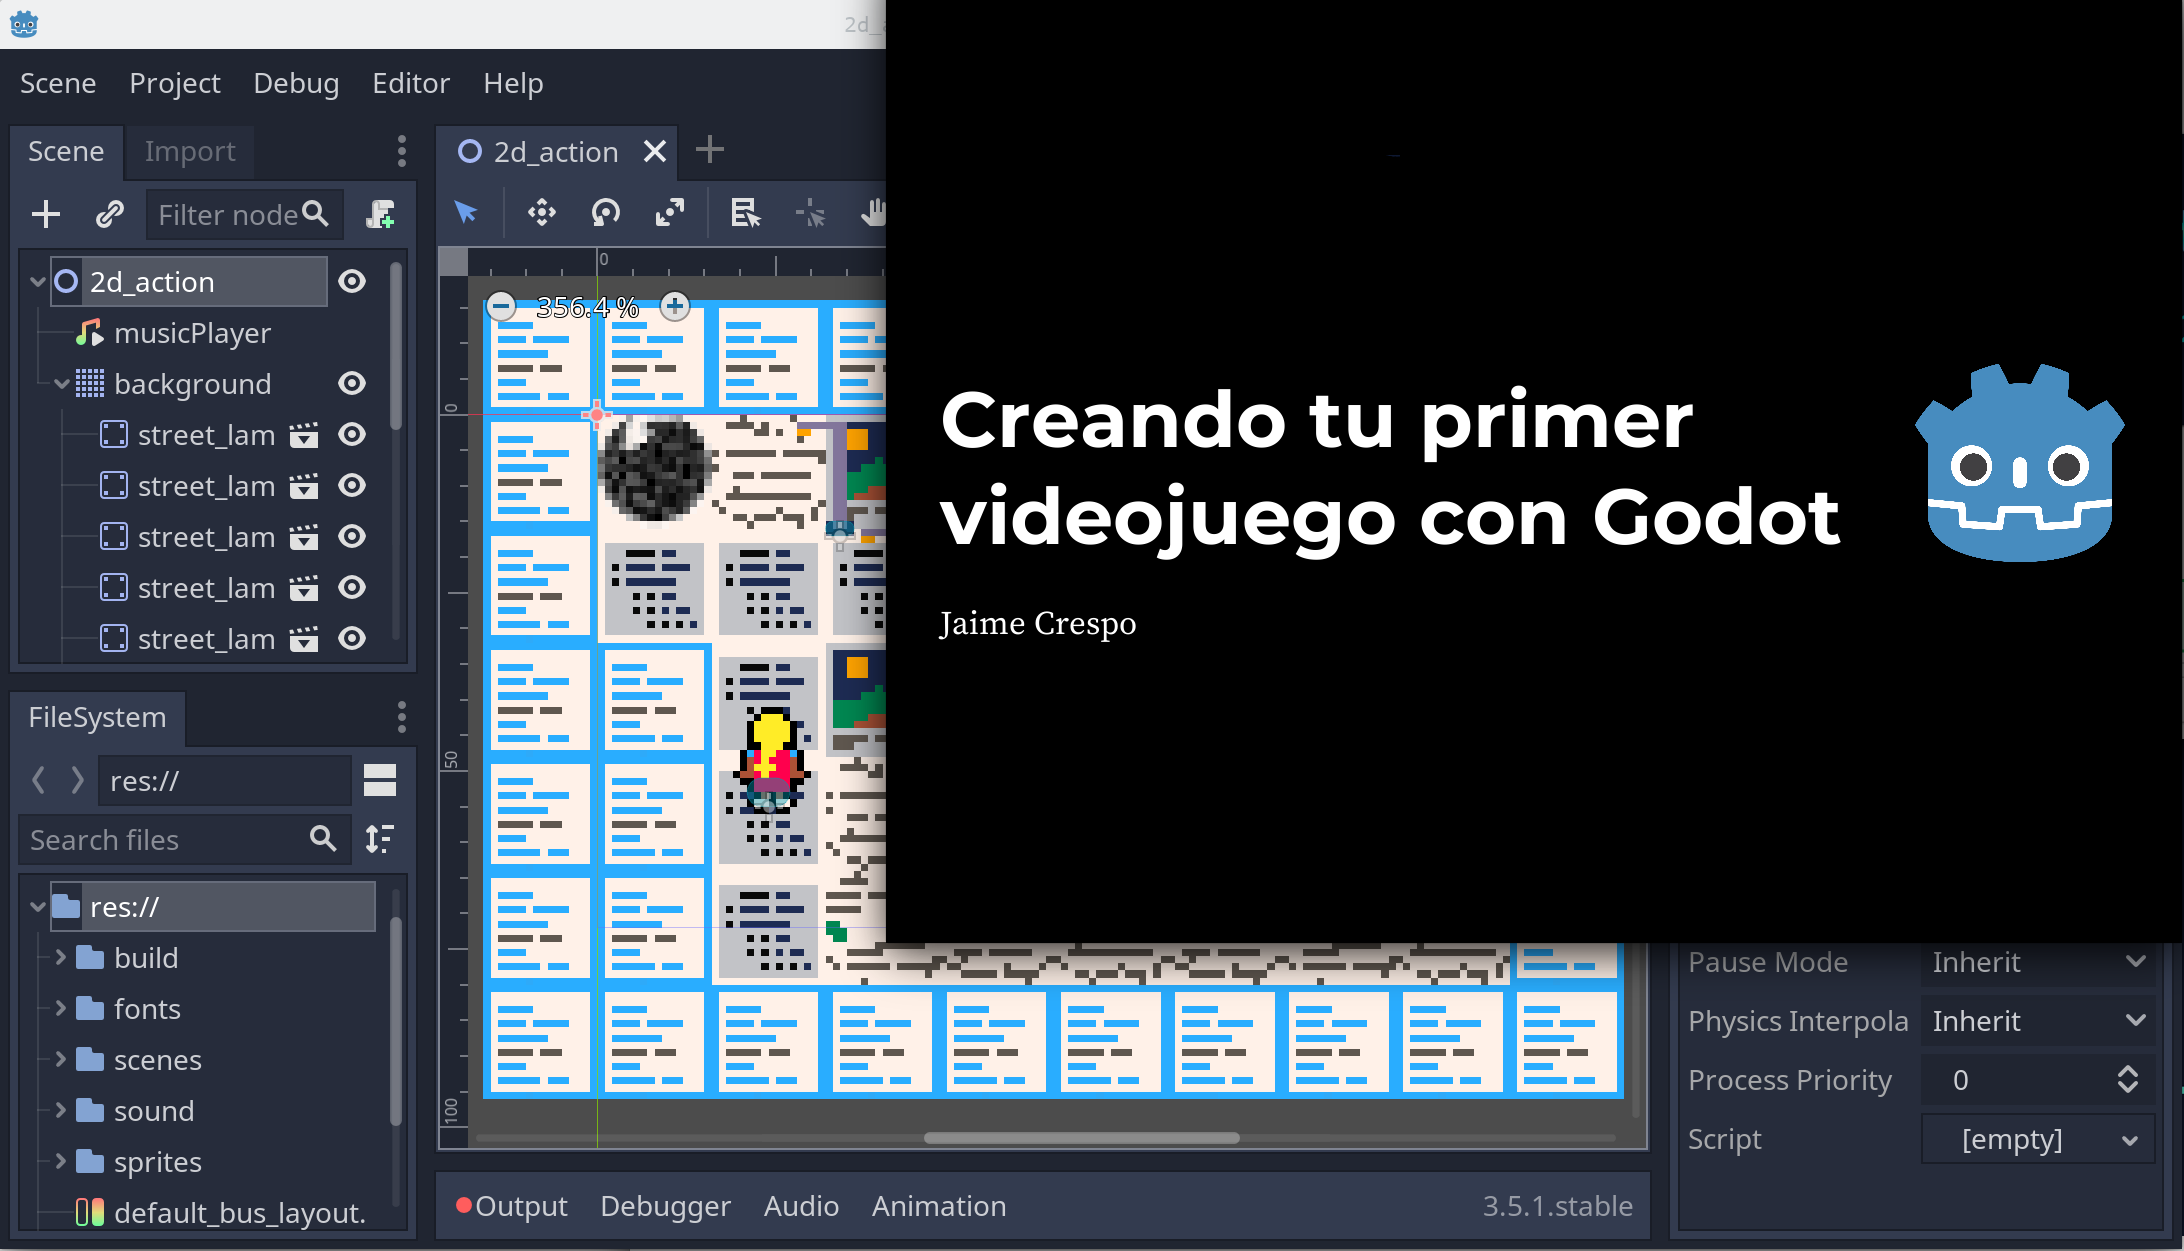 2d_a
Scene Project Debug Editor Help
Scene Import
2d_action
Filter node
2d_action
musicPlayer
background
street_lam
street_lam
street_lam
street_lam
street_lam
FileSystem
res://
Search files
res://
build
fonts
scenes
sound
sprites
default_bus_layout.
0
356.4 %
0
50
100
Creando tu primer
videojuego con Godot
Jaime Crespo
Pause Mode Inherit
Physics Interpola Inherit
Process Priority 0
Script [empty]
Output Debugger Audio Animation 3.5.1.stable